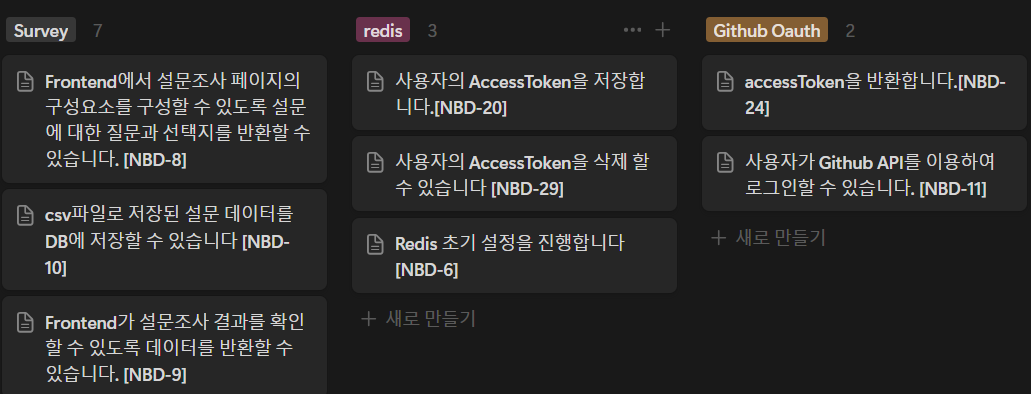 Survey 7
Frontend에서 설문조사 페이지의
구성요소를 구성할 수 있도록 설문
에 대한 질문과 선택지를 반환할 수
있습니다. [NBD-8]
csv파일로 저장된 설문 데이터를
DB에 저장할 수 있습니다 [NBD-
10]
Frontend가 설문조사 결과를 확인
할 수 있도록 데이터를 반환할 수
있습니다. [NBD-9]
redis 3
사용자의 AccessToken을 저장합
니다.[NBD-20]
사용자의 AccessToken을 삭제 할
수 있습니다 [NBD-29]
Redis 초기 설정을 진행합니다
[NBD-6]
새로 만들기
Github Oauth 2
accessToken을 반환합니다.[NBD-
24]
사용자가 Github API를 이용하여
로그인할 수 있습니다. [NBD-11]
새로 만들기